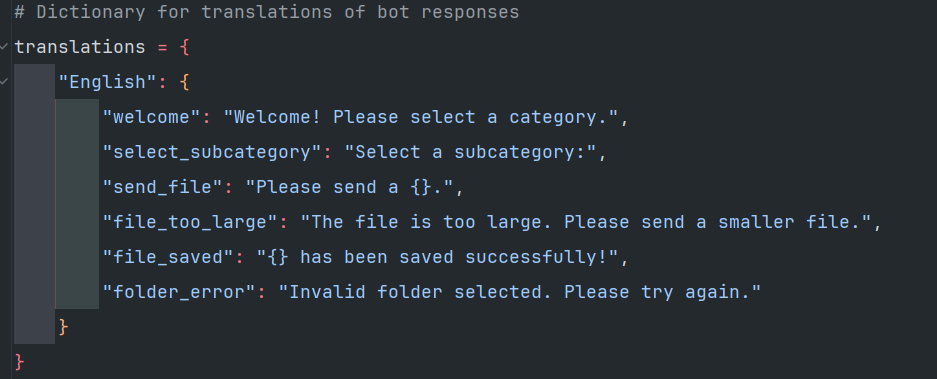 # Dictionary for translations of bot responses
translations = {
    "English": {
        "welcome": "Welcome! Please select a category.",
        "select_subcategory": "Select a subcategory:",
        "send_file": "Please send a {}.",
        "file_too_large": "The file is too large. Please send a smaller file.",
        "file_saved": "{} has been saved successfully!",
        "folder_error": "Invalid folder selected. Please try again."
    }
}